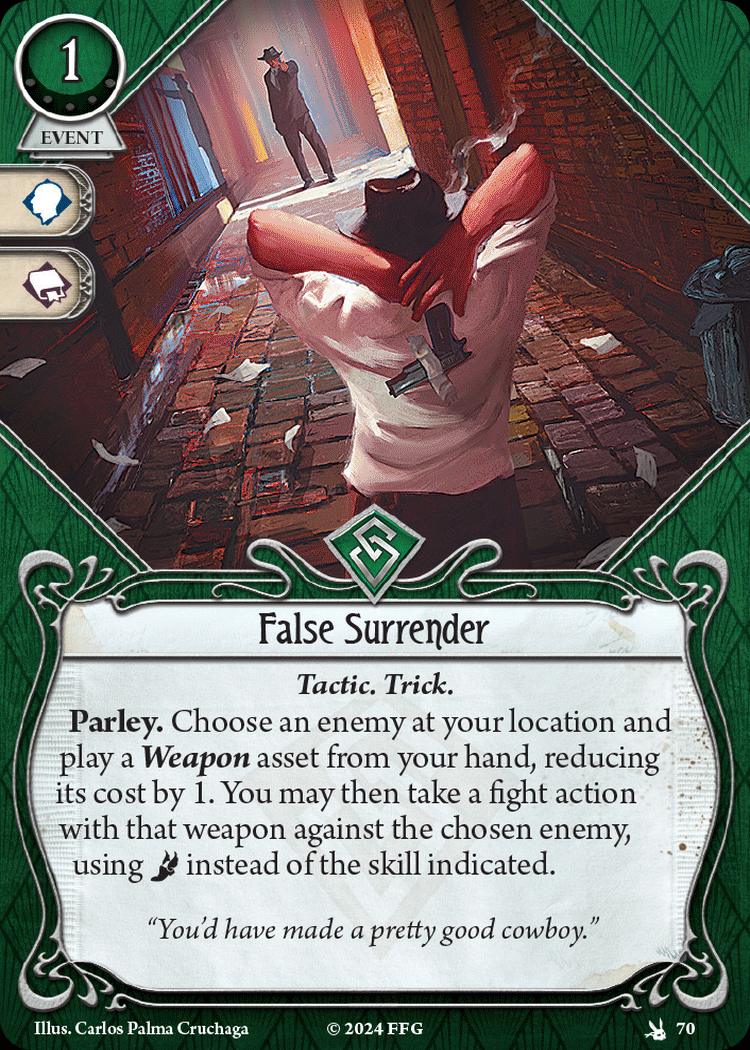 1
EVENT
False Surrender
Tactic. Trick.
Parley. Choose an enemy at your location and
play a Weapon asset from your hand, reducing
its cost by 1. You may then take a fight action
with that weapon against the chosen enemy,
using instead of the skill indicated.
“You’d have made a pretty good cowboy.”
Illus. Carlos Palma Cruchaga
© 2024 FFG
70